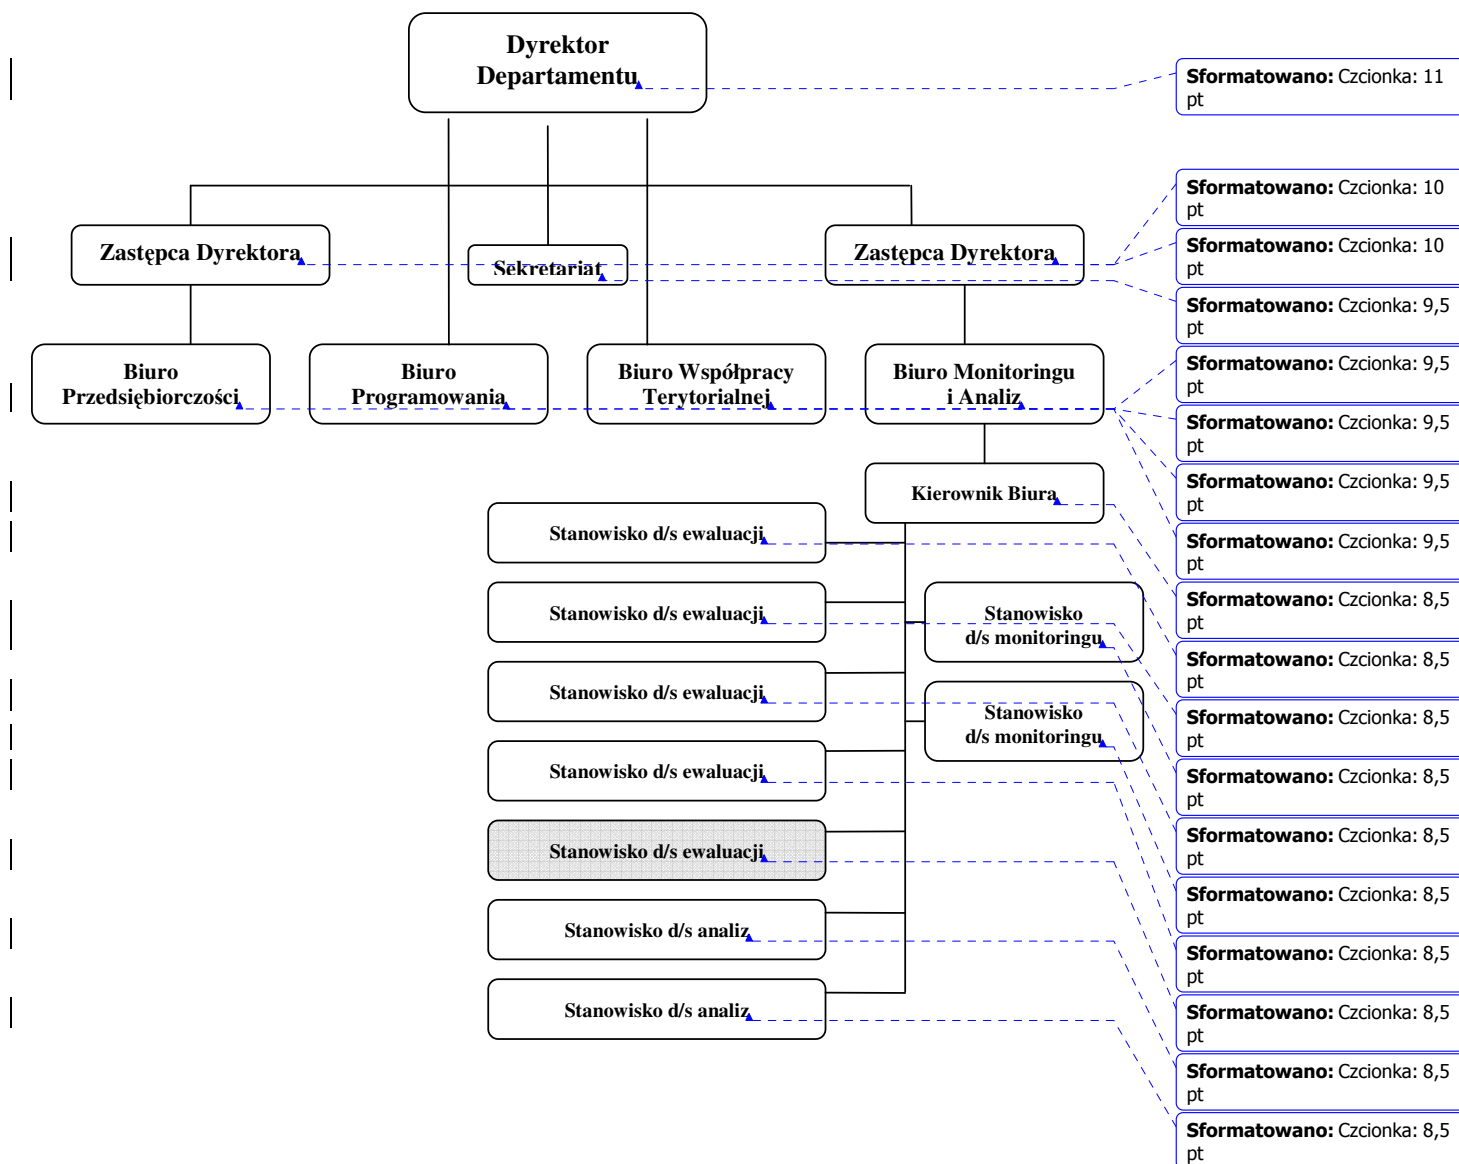 Dyrektor
Departamentu
Zastępca Dyrektora
Sekretariat
Zastępca Dyrektora
Biuro
Przedsiębiorczości
Biuro
Programowania
Biuro Współpracy
Terytorialnej
Biuro Monitoringu
i Analiz
Kierownik Biura
Stanowisko d/s ewaluacji
Stanowisko d/s ewaluacji
Stanowisko
d/s monitoringu
Stanowisko d/s ewaluacji
Stanowisko
d/s monitoringu
Stanowisko d/s ewaluacji
Stanowisko d/s ewaluacji
Stanowisko d/s analiz
Stanowisko d/s analiz
Sformatowano: Czcionka: 11
pt
Sformatowano: Czcionka: 10
pt
Sformatowano: Czcionka: 10
pt
Sformatowano: Czcionka: 9,5
pt
Sformatowano: Czcionka: 9,5
pt
Sformatowano: Czcionka: 9,5
pt
Sformatowano: Czcionka: 9,5
pt
Sformatowano: Czcionka: 9,5
pt
Sformatowano: Czcionka: 8,5
pt
Sformatowano: Czcionka: 8,5
pt
Sformatowano: Czcionka: 8,5
pt
Sformatowano: Czcionka: 8,5
pt
Sformatowano: Czcionka: 8,5
pt
Sformatowano: Czcionka: 8,5
pt
Sformatowano: Czcionka: 8,5
pt
Sformatowano: Czcionka: 8,5
pt
Sformatowano: Czcionka: 8,5
pt
Sformatowano: Czcionka: 8,5
pt